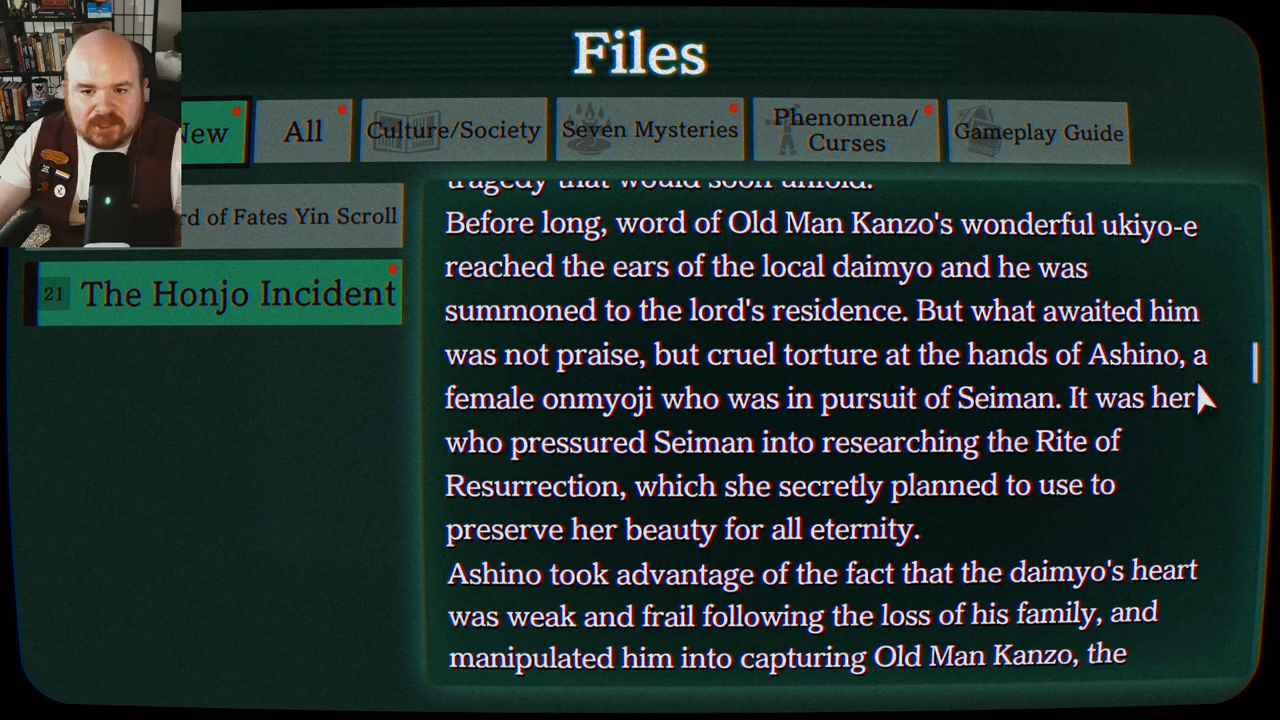 Files
New
All
Culture/Society
Seven Mysteries
Phenomena/
Curses
Gameplay Guide
rd of Fates Yin Scroll
21 The Honjo Incident
tragedy that would soon unfold.
Before long, word of Old Man Kanzo's wonderful ukiyo-e
reached the ears of the local daimyo and he was
summoned to the lord's residence. But what awaited him
was not praise, but cruel torture at the hands of Ashino, a
female onmyoji who was in pursuit of Seiman. It was her
who pressured Seiman into researching the Rite of
Resurrection, which she secretly planned to use to
preserve her beauty for all eternity.
Ashino took advantage of the fact that the daimyo's heart
was weak and frail following the loss of his family, and
manipulated him into capturing Old Man Kanzo, the